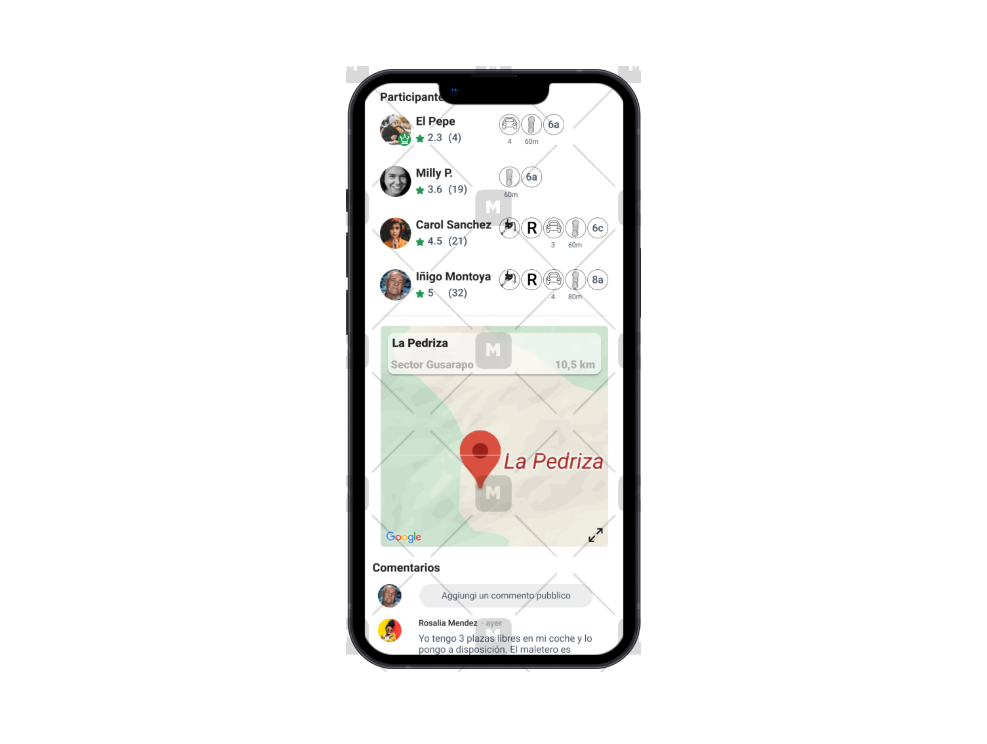 Participante
El Pepe
2.3 (4)
6a
4 60m
Milly P.
3.6 (19)
6a
60m
Carol Sanchez
4.5 (21)
R 6c
3 60m
Iñigo Montoya
5 (32)
R 8a
4 80m
La Pedriza
Sector Gusarapo 10,5 km
La Pedriza
Google
Comentarios
Aggiungi un commento pubblico
Rosalia Mendez · ayer
Yo tengo 3 plazas libres en mi coche y lo
pongo a disposición. El maletero es
M
M
M
M